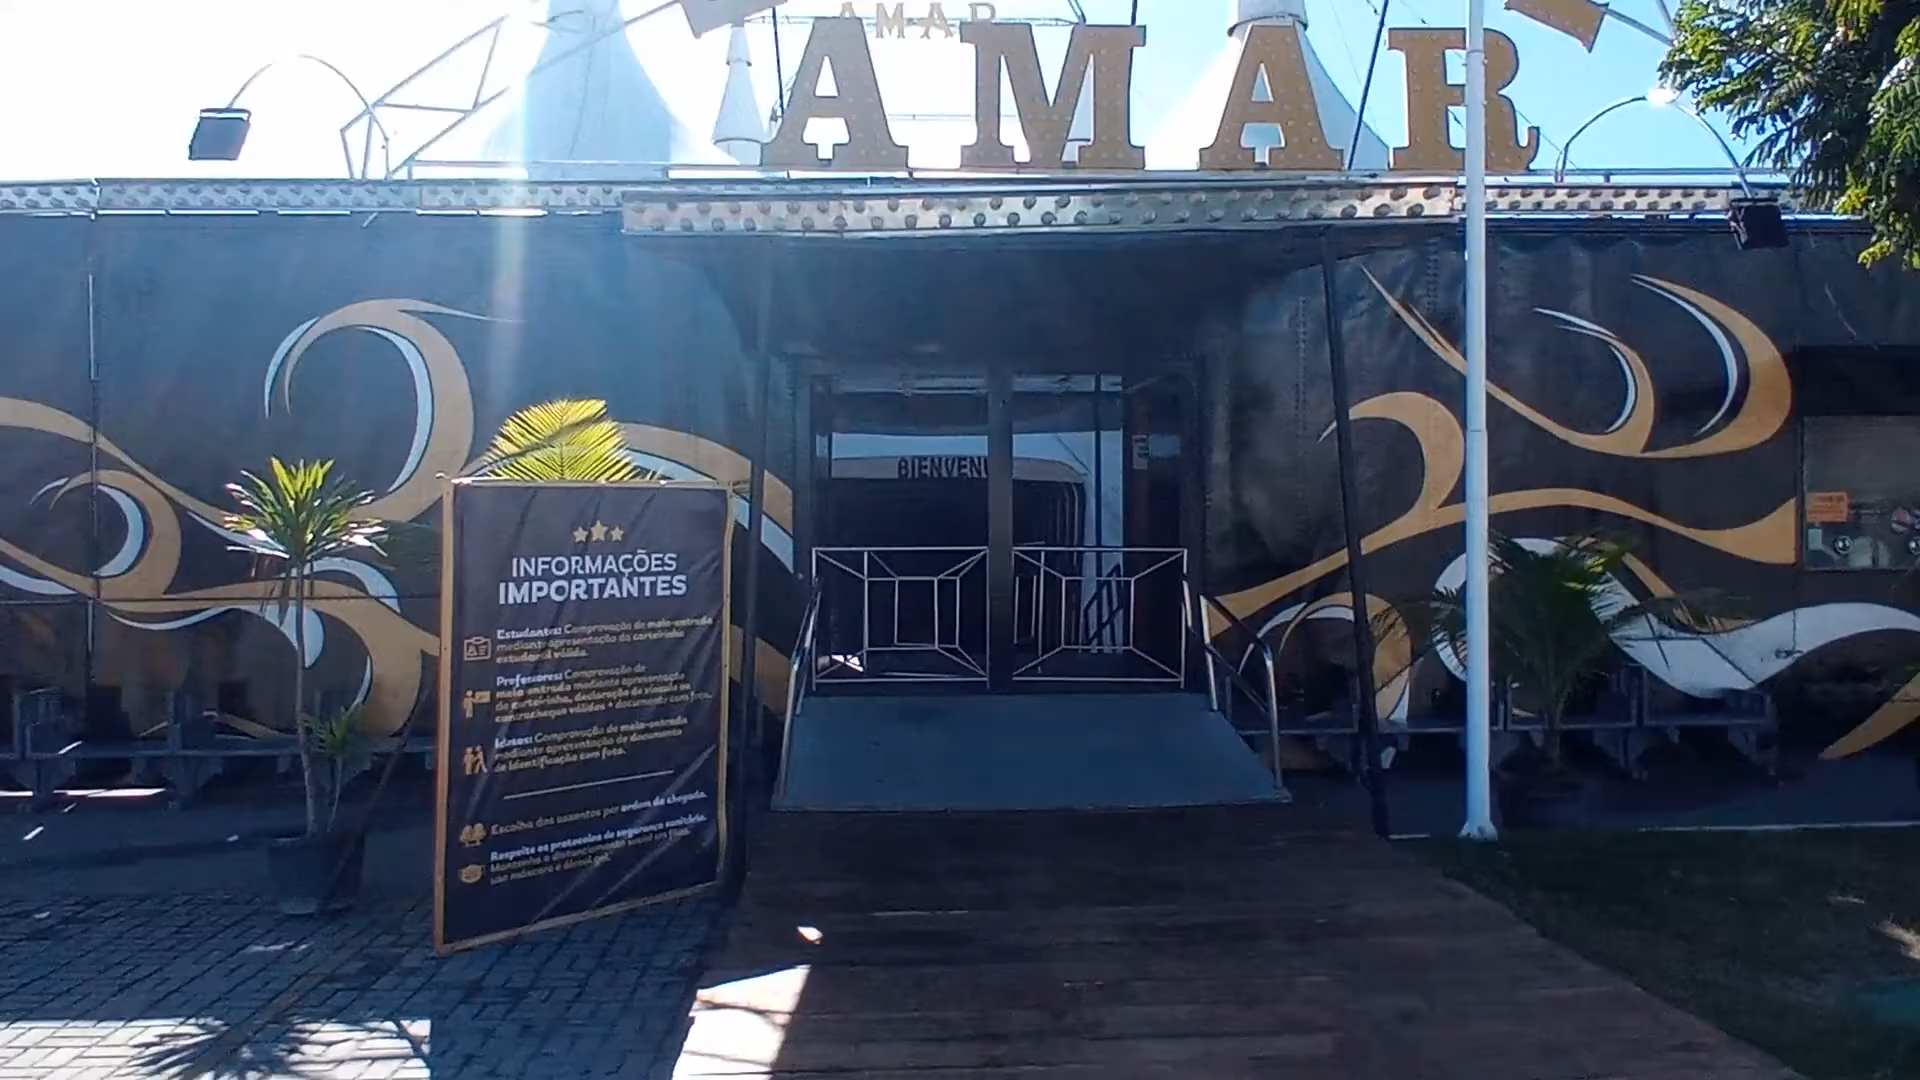 AMAR
AMAR
BIENVENU
INFORMAÇÕES
IMPORTANTES
Estudantes: Comprovação de meia-entrada
mediante apresentação da carteirinha
estudantil válida.
Professores: Comprovação de
meia-entrada mediante apresentação
de carteirinha, declaração de vínculo ou
contracheque válidos + documento com foto.
Idosos: Comprovação de meia-entrada
mediante apresentação de documento
de identificação com foto.
Escolha dos assentos por ordem de chegada.
Respeite os protocolos de segurança sanitária.
Mantenha o distanciamento social em filas,
use máscara e álcool gel.